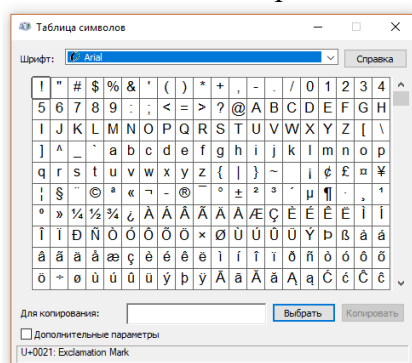 Таблица символов
Шрифт: Arial Справка
! " # $ % & ' ( ) * + , - . / 0 1 2 3 4
5 6 7 8 9 : ; < = > ? @ A B C D E F G H
I J K L M N O P Q R S T U V W X Y Z [ \
] ^ _ ` a b c d e f g h i j k l m n o p
q r s t u v w x y z { | } ~ ¡ ¢ £ ¤ ¥
¦ § ¨ © ª « ¬ - ® ¯ ° ± ² ³ ´ µ ¶ · ¸ ¹
º » ¼ ½ ¾ ¿ À Á Â Ã Ä Å Æ Ç È É Ê Ë Ì Í
Î Ï Ð Ñ Ò Ó Ô Õ Ö × Ø Ù Ú Û Ü Ý Þ ß à á
â ã ä å æ ç è é ê ë ì í î ï ð ñ ò ó ô õ
ö ÷ ø ù ú û ü ý þ ÿ Ā ā Ă ă Ą ą Ć ć Ĉ ĉ
Для копирования: Выбрать Копировать
Дополнительные параметры
U+0021: Exclamation Mark